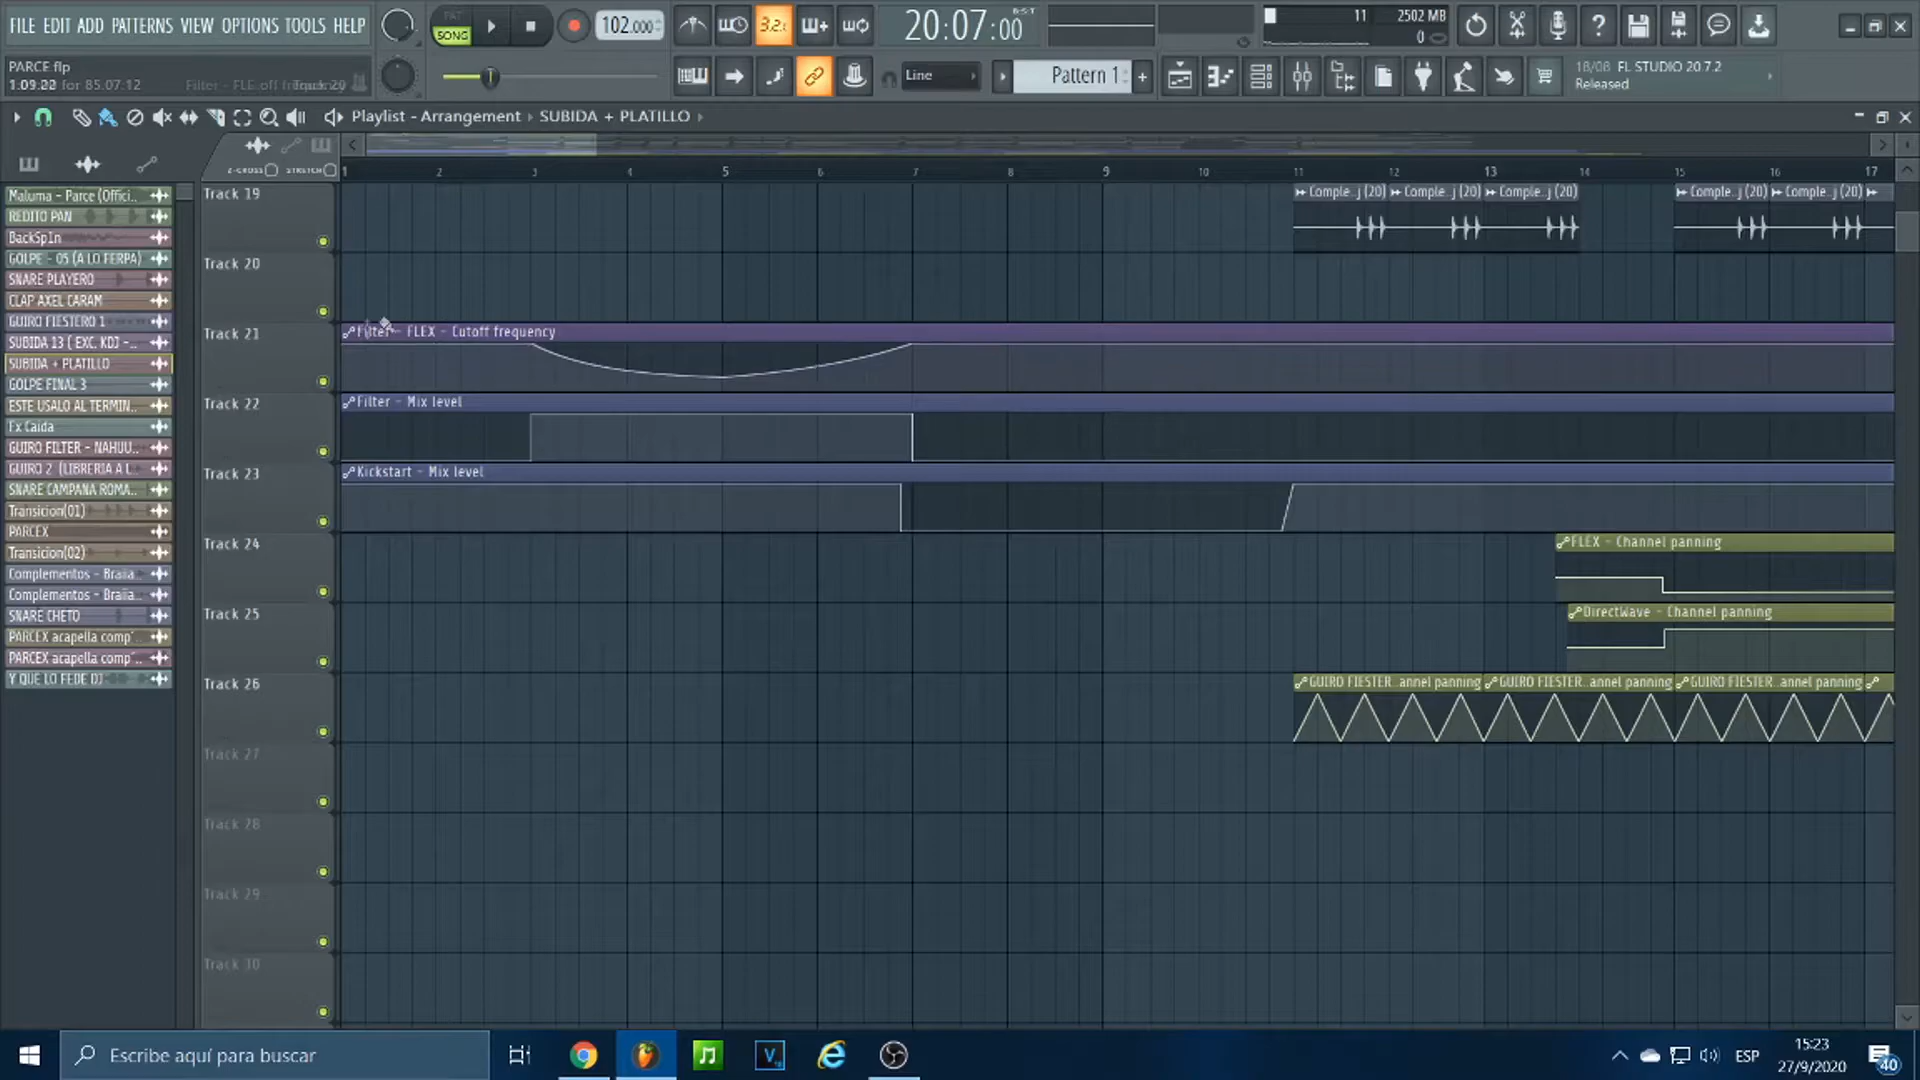 FILE EDIT ADD PATTERNS VIEW OPTIONS TOOLS HELP
PAT
SONG
102.000
3.2.
20:07:00
B:S:T
11
2502 MB
0
PARCE.flp
1.09:22 for 85.07:12
Track 20
Line
Pattern 1
18/08 FL STUDIO 20.7.2
Released
Playlist - Arrangement › SUBIDA + PLATILLO ›
Z-CROSS
STRETCH
1 2 3 4 5 6 7 8 9 10 11 12 13 14 15 16 17
Maluma - Parce (Offici..
REDITO PAN
BackSpin
GOLPE - 05 (A LO FERPA)
SNARE PLAYERO
CLAP AXEL CARAM
GUIRO FIESTERO 1
SUBIDA 13 ( EXC. KDJ -..
SUBIDA + PLATILLO
GOLPE FINAL 3
ESTE USALO AL TERMIN..
Fx Caida
GUIRO FILTER - NAHUU..
GUIRO 2 (LIBRERIA A L..
SNARE CAMPANA ROMA..
Transicion(01)
PARCEX
Transicion(02)
Complementos - Braiia..
Complementos - Braiia..
SNARE CHETO
PARCEX acapella comp´..
PARCEX acapella comp´..
Y QUE LO FEDE DJ
Track 19
Comple..j (20) Comple..j (20) Comple..j (20) Comple..j (20) Comple..j (20)
Track 20
Track 21
Filter - FLEX - Cutoff frequency
Track 22
Filter - Mix level
Track 23
Kickstart - Mix level
Track 24
FLEX - Channel panning
Track 25
DirectWave - Channel panning
Track 26
GUIRO FIESTER..annel panning GUIRO FIESTER..annel panning GUIRO FIESTER..annel panning
Track 27
Track 28
Track 29
Track 30
Escribe aquí para buscar
ESP
15:23
27/9/2020
40